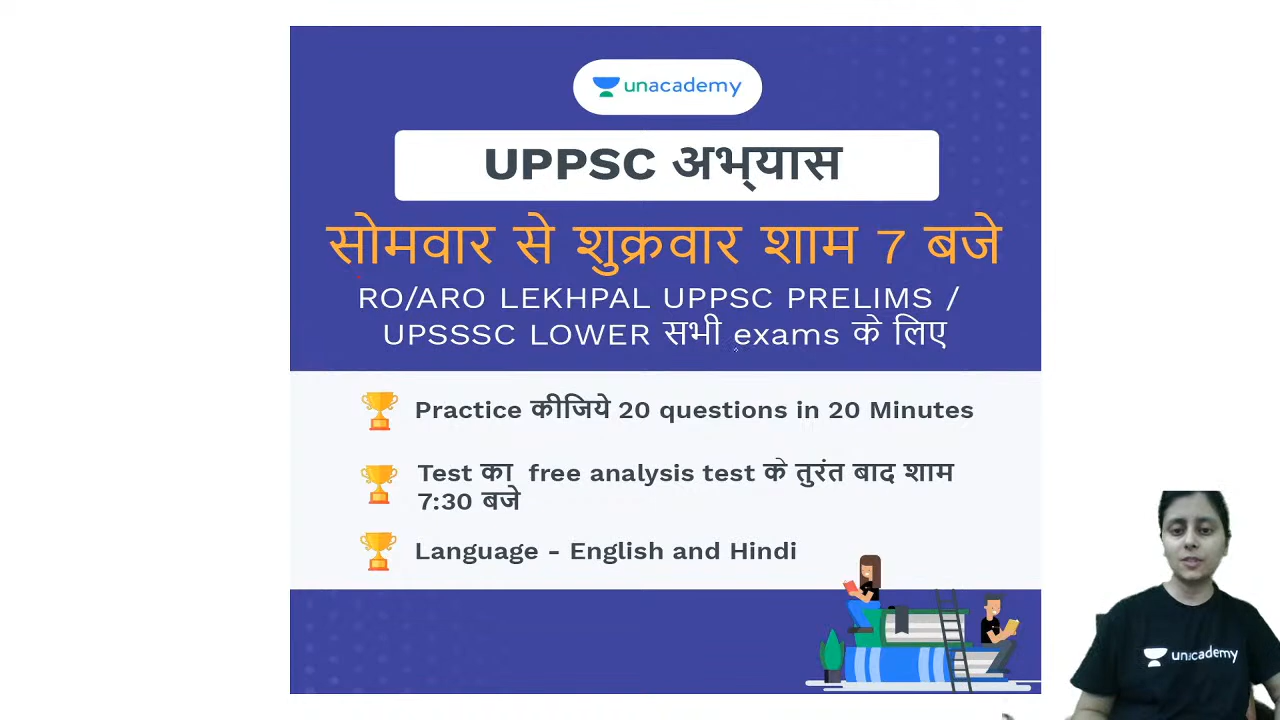 unacademy
UPPSC अभ्यास
सोमवार से शुक्रवार शाम 7 बजे
RO/ARO LEKHPAL UPPSC PRELIMS /
UPSSSC LOWER सभी exams के लिए
Practice कीजिये 20 questions in 20 Minutes
Test का free analysis test के तुरंत बाद शाम
7:30 बजे
Language - English and Hindi
unacademy